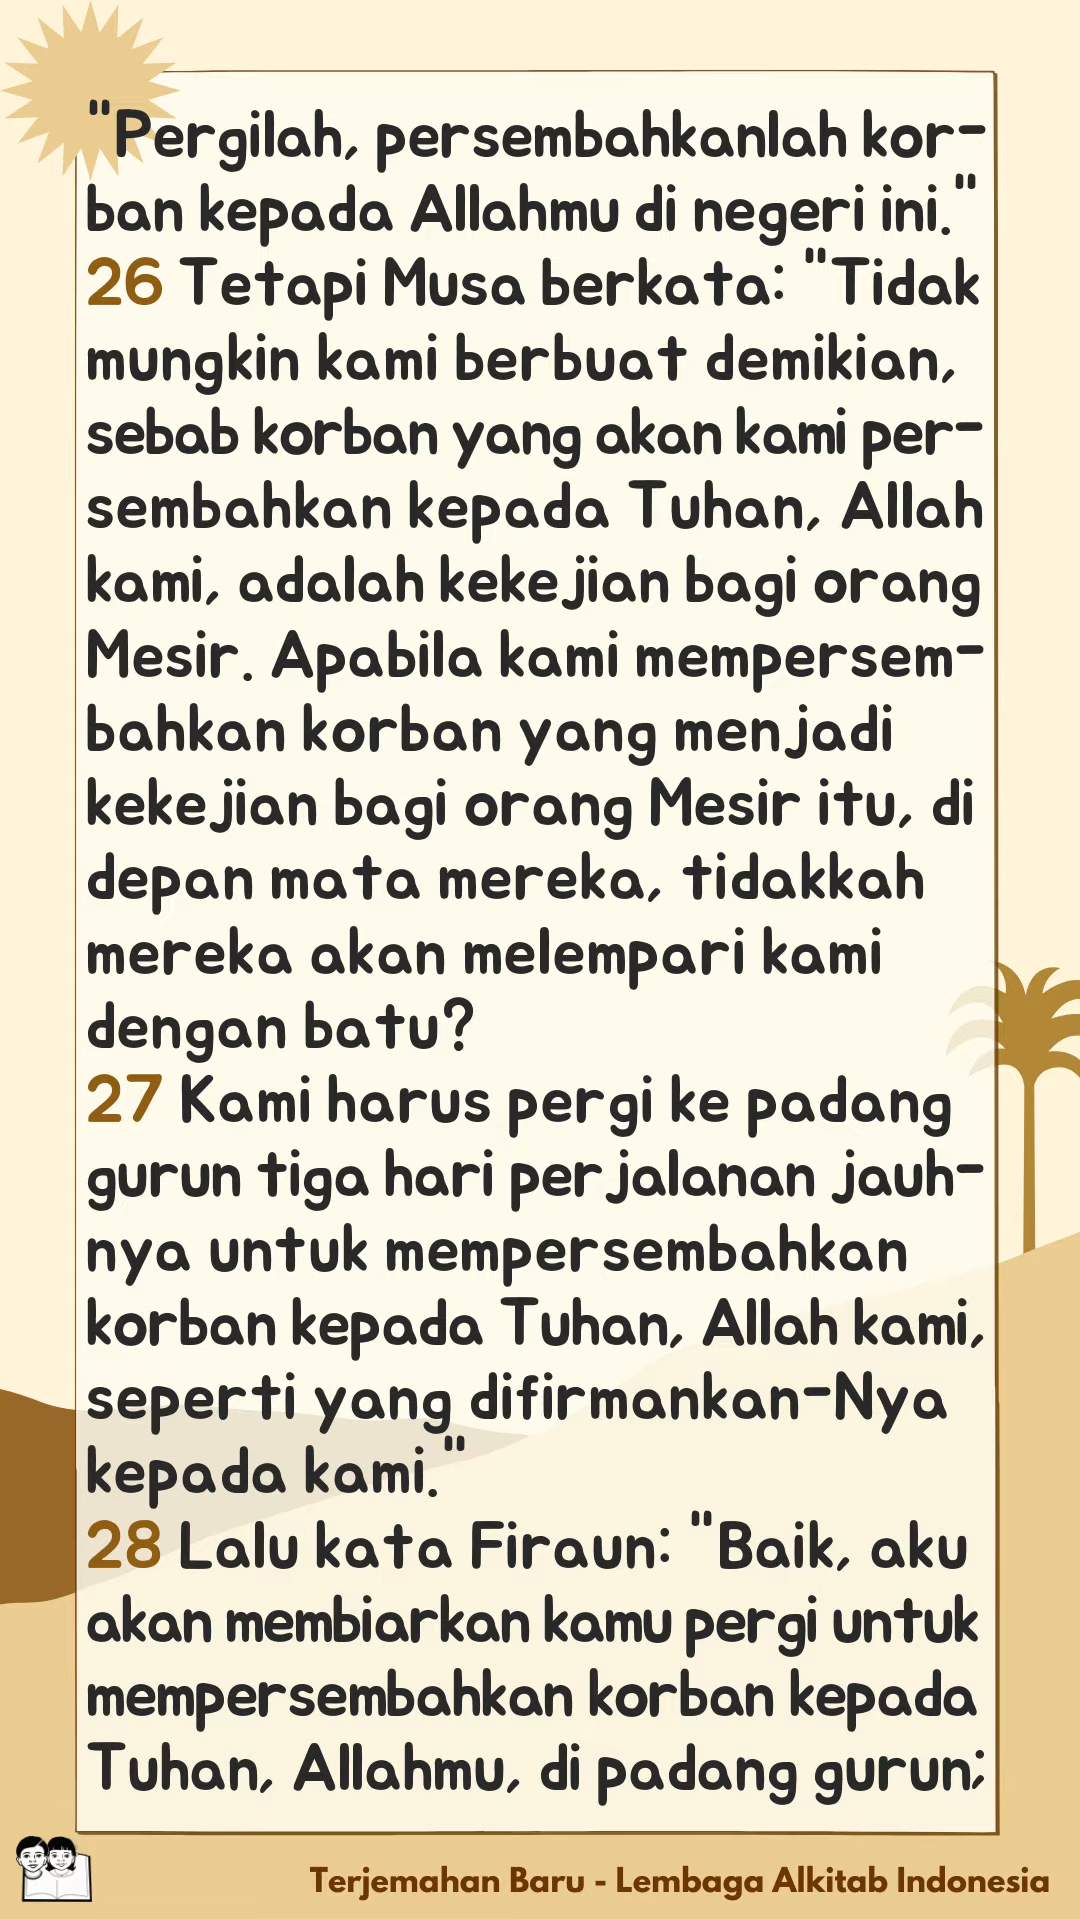 "Pergilah, persembahkanlah kor-
ban kepada Allahmu di negeri ini."
26 Tetapi Musa berkata: "Tidak
mungkin kami berbuat demikian,
sebab korban yang akan kami per-
sembahkan kepada Tuhan, Allah
kami, adalah kekejian bagi orang
Mesir. Apabila kami mempersem-
bahkan korban yang menjadi
kekejian bagi orang Mesir itu, di
depan mata mereka, tidakkah
mereka akan melempari kami
dengan batu?
27 Kami harus pergi ke padang
gurun tiga hari perjalanan jauh-
nya untuk mempersembahkan
korban kepada Tuhan, Allah kami,
seperti yang difirmankan-Nya
kepada kami."
28 Lalu kata Firaun: "Baik, aku
akan membiarkan kamu pergi untuk
mempersembahkan korban kepada
Tuhan, Allahmu, di padang gurun;
Terjemahan Baru - Lembaga Alkitab Indonesia